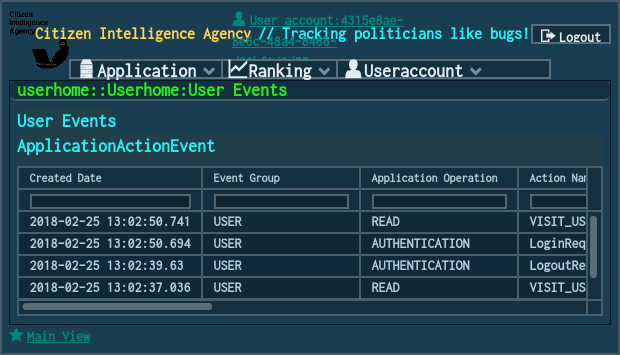 Citizen
Intelligence
Agency
Citizen Intelligence Agency // Tracking politicians like bugs!
User account:4315e8ae-
Logout
Application
Ranking
Useraccount
userhome::Userhome:User Events
User Events
ApplicationActionEvent
Created Date Event Group Application Operation Action Nam
2018-02-25 13:02:50.741 USER READ VISIT_US
2018-02-25 13:02:50.694 USER AUTHENTICATION LoginReq
2018-02-25 13:02:39.63 USER AUTHENTICATION LogoutRe
2018-02-25 13:02:37.036 USER READ VISIT_US
Main View